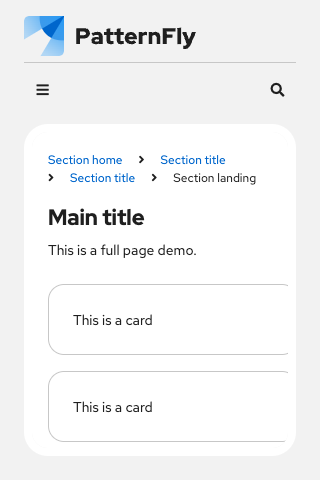 PatternFly
Section home > Section title
> Section title > Section landing
Main title
This is a full page demo.
This is a card
This is a card